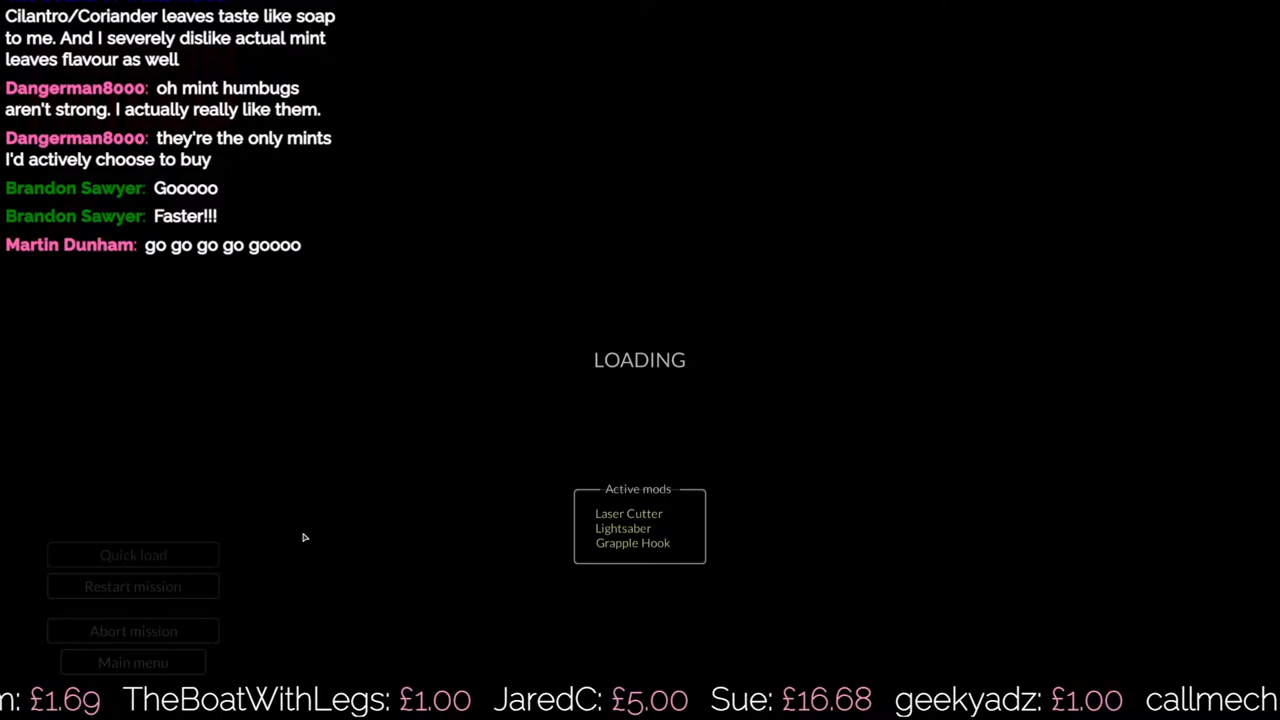 Cilantro/Coriander leaves taste like soap
to me. And I severely dislike actual mint
leaves flavour as well
Dangerman8000: oh mint humbugs
aren't strong. I actually really like them.
Dangerman8000: they're the only mints
I'd actively choose to buy
Brandon Sawyer: Gooooo
Brandon Sawyer: Faster!!!
Martin Dunham: go go go go goooo
LOADING
Active mods
Laser Cutter
Lightsaber
Grapple Hook
Quick load
Restart mission
Abort mission
Main menu
m: £1.69 TheBoatWithLegs: £1.00 JaredC: £5.00 Sue: £16.68 geekyadz: £1.00 callmech